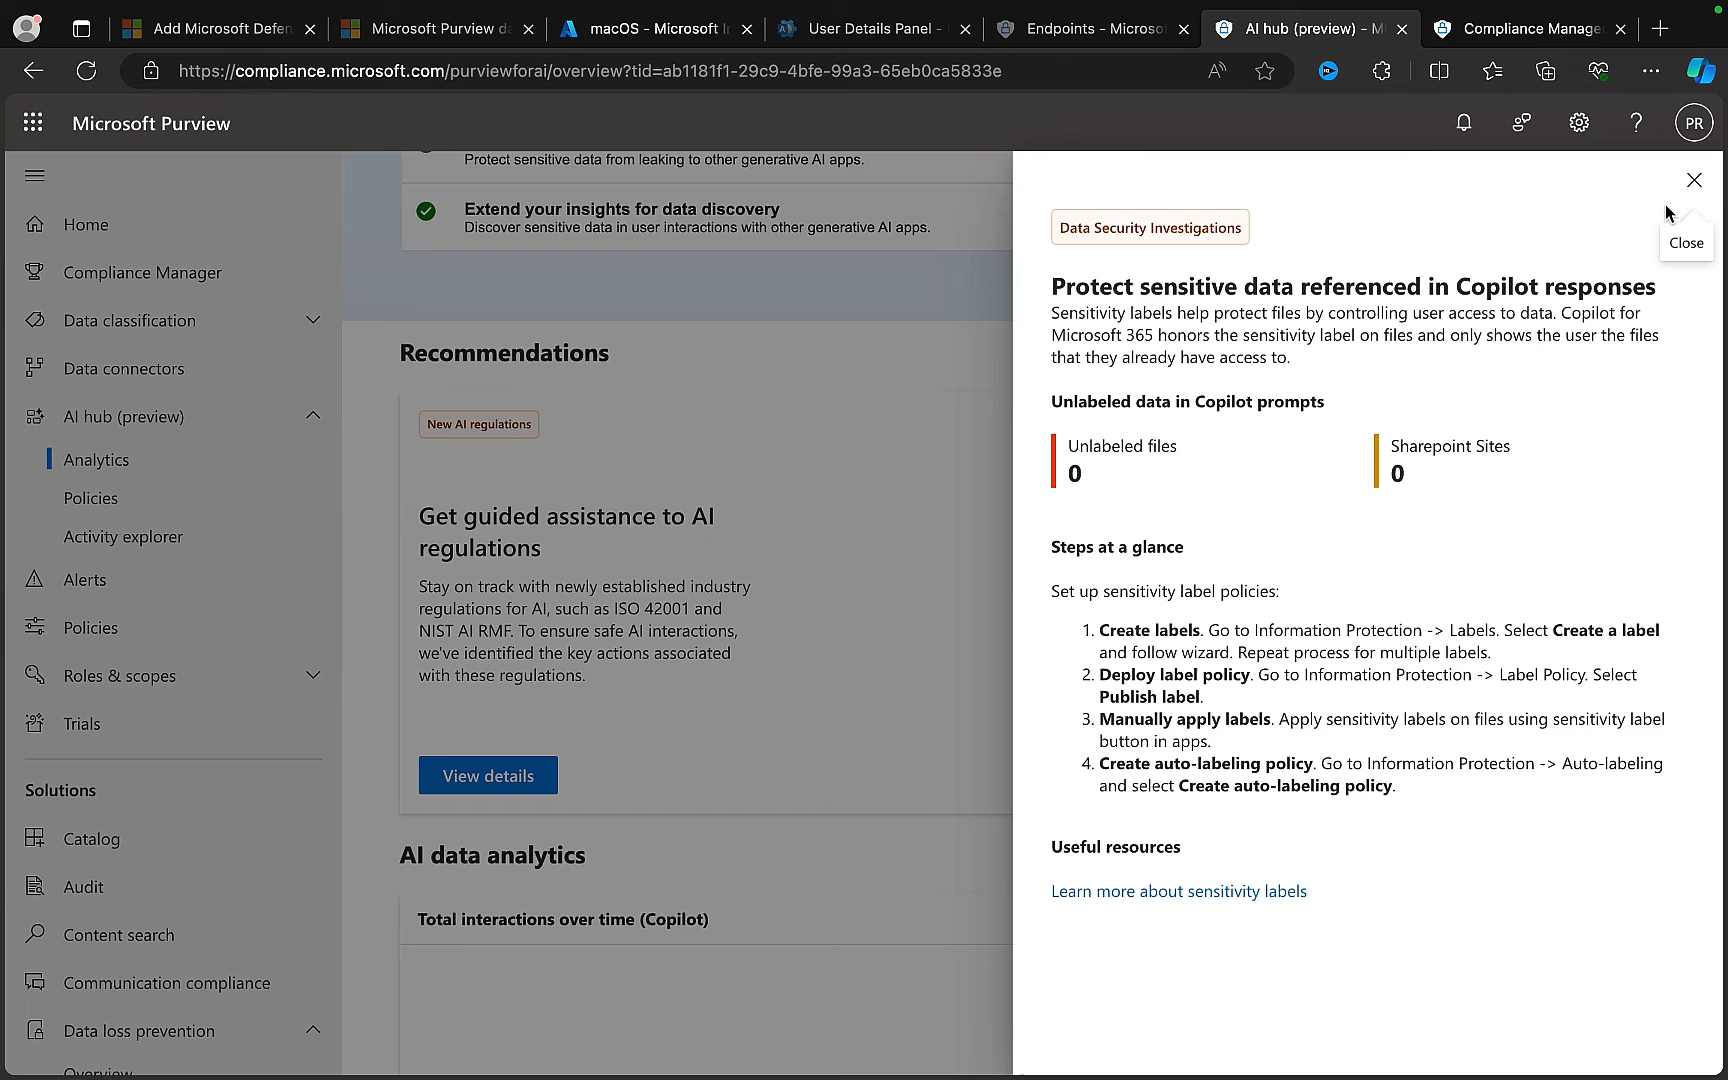 Add Microsoft Defen
Microsoft Purview da
macOS - Microsoft In
User Details Panel -
Endpoints - Microsof
AI hub (preview) – Mi
Compliance Manage
https://compliance.microsoft.com/purviewforai/overview?tid=ab1181f1-29c9-4bfe-99a3-65eb0ca5833e
Microsoft Purview
PR
Home
Compliance Manager
Data classification
Data connectors
AI hub (preview)
Analytics
Policies
Activity explorer
Alerts
Policies
Roles & scopes
Trials
Solutions
Catalog
Audit
Content search
Communication compliance
Data loss prevention
Overview
Protect sensitive data from leaking to other generative AI apps.
Extend your insights for data discovery
Discover sensitive data in user interactions with other generative AI apps.
Recommendations
New AI regulations
Get guided assistance to AI
regulations
Stay on track with newly established industry
regulations for AI, such as ISO 42001 and
NIST AI RMF. To ensure safe AI interactions,
we've identified the key actions associated
with these regulations.
View details
AI data analytics
Total interactions over time (Copilot)
Close
Data Security Investigations
Protect sensitive data referenced in Copilot responses
Sensitivity labels help protect files by controlling user access to data. Copilot for
Microsoft 365 honors the sensitivity label on files and only shows the user the files
that they already have access to.
Unlabeled data in Copilot prompts
Unlabeled files
0
Sharepoint Sites
0
Steps at a glance
Set up sensitivity label policies:
1. Create labels. Go to Information Protection -> Labels. Select Create a label
and follow wizard. Repeat process for multiple labels.
2. Deploy label policy. Go to Information Protection -> Label Policy. Select
Publish label.
3. Manually apply labels. Apply sensitivity labels on files using sensitivity label
button in apps.
4. Create auto-labeling policy. Go to Information Protection -> Auto-labeling
and select Create auto-labeling policy.
Useful resources
Learn more about sensitivity labels